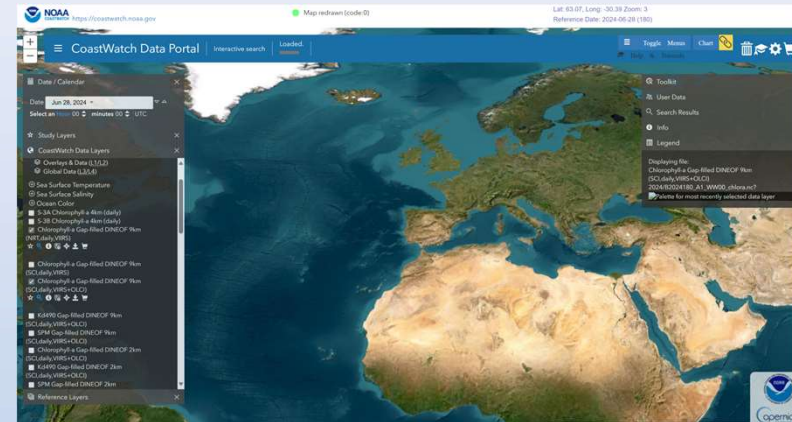 NOAA
COASTWATCH
https://coastwatch.noaa.gov
Map redrawn (code:0)
Lat: 63.07, Long: -30.39 Zoom: 3
Reference Date: 2024-06-28 (180)
+
−
CoastWatch Data Portal
Interactive search
Loaded.
Toggle Menus
Chart
Date / Calendar
Date Jun 28, 2024
Select an 00 minutes 00 UTC
Study Layers
CoastWatch Data Layers
Overlays & Data (L1/L2)
Global Data (L3/L4)
Sea Surface Temperature
Sea Surface Salinity
Ocean Color
S-3A Chlorophyll-a 4km (daily)
S-3B Chlorophyll-a 4km (daily)
Chlorophyll-a Gap-filled DINEOF 9km
(NRT,daily,VIIRS)
Chlorophyll-a Gap-filled DINEOF 9km
(SCI,daily,VIIRS)
Chlorophyll-a Gap-filled DINEOF 9km
(SCI,daily,VIIRS+OLCI)
Kd490 Gap-filled DINEOF 9km
(SCI,daily,VIIRS+OLCI)
SPM Gap-filled DINEOF 9km
(SCI,daily,VIIRS+OLCI)
Chlorophyll-a Gap-filled DINEOF 2km
(SCI,daily,VIIRS+OLCI)
Kd490 Gap-filled DINEOF 2km
(SCI,daily,VIIRS+OLCI)
SPM Gap-filled DINEOF 2km
Reference Layers
Toolkit
User Data
Search Results
Info
Legend
Displaying file:
Chlorophyll-a Gap-filled DINEOF 9km
(SCI,daily,VIIRS+OLCI)
2024/B2024180_A1_WW00_chlora.nc?
Palette for most recently selected data layer
opernic